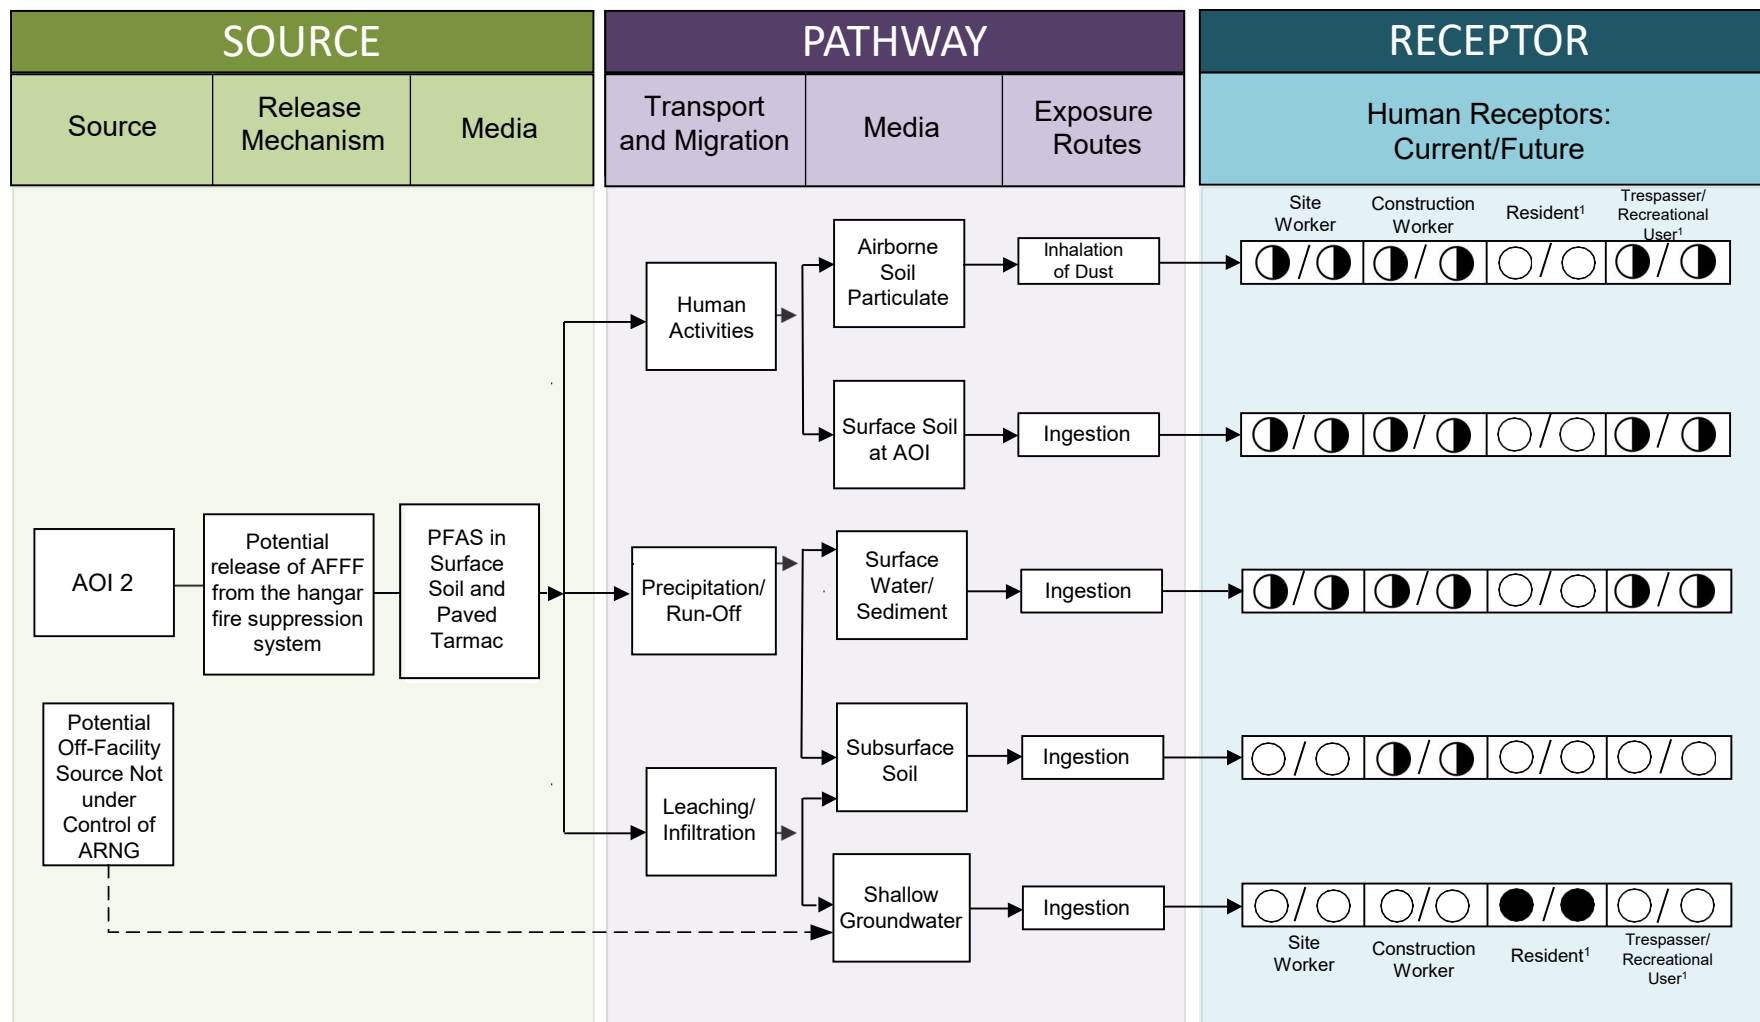 SOURCE
PATHWAY
RECEPTOR
Source
Release
Mechanism
Media
Transport
and Migration
Media
Exposure
Routes
Human Receptors:
Current/Future
Site
Worker
Construction
Worker
Resident¹
Trespasser/
Recreational
User¹
Human
Activities
Airborne
Soil
Particulate
Inhalation
of Dust
/ / / /
Surface Soil
at AOI
Ingestion
/ / / /
AOI 2
Potential
release of AFFF
from the hangar
fire suppression
system
PFAS in
Surface
Soil and
Paved
Tarmac
Precipitation/
Run-Off
Surface
Water/
Sediment
Ingestion
/ / / /
Potential
Off-Facility
Source Not
under
Control of
ARNG
Leaching/
Infiltration
Subsurface
Soil
Ingestion
/ / / /
Shallow
Groundwater
Ingestion
/ / / /
Site
Worker
Construction
Worker
Resident¹
Trespasser/
Recreational
User¹